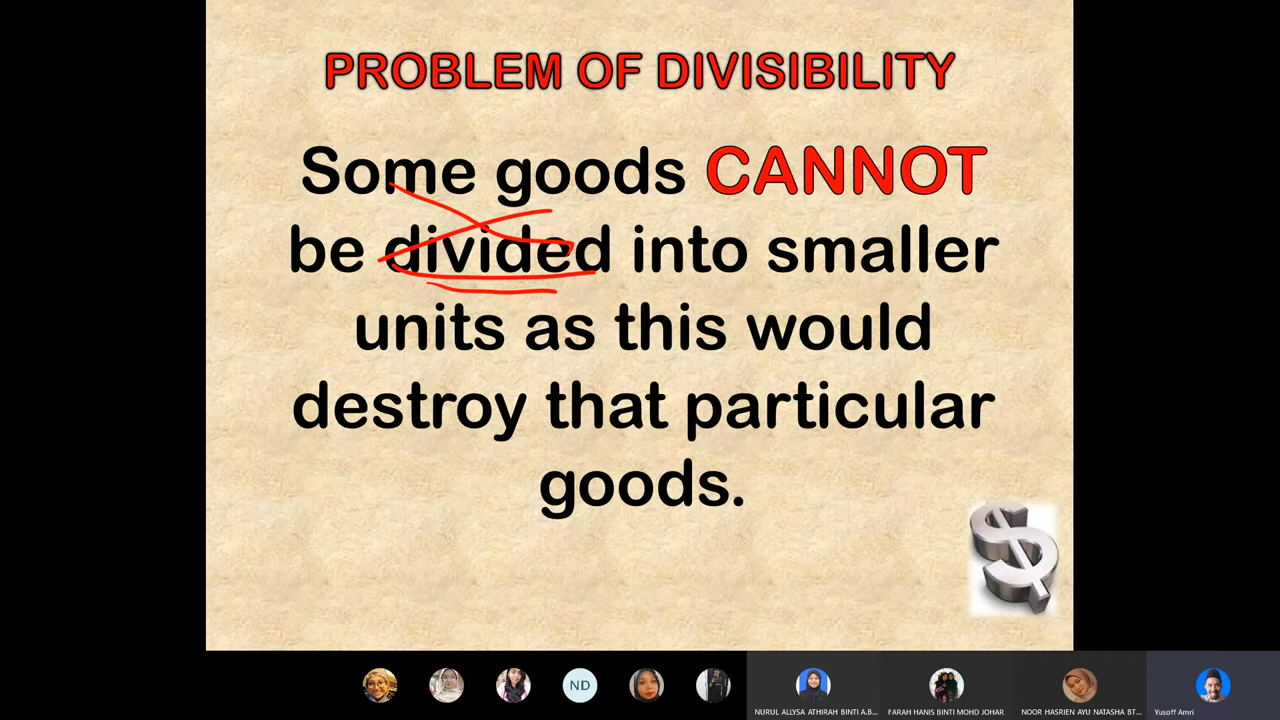 PROBLEM OF DIVISIBILITY
Some goods CANNOT
be divided into smaller
units as this would
destroy that particular
goods.
ND
NURUL ALLYSA ATHIRAH BINTI A.B...
FARAH HANIS BINTI MOHD JOHAR
NOOR HASRIEN AYU NATASHA BT...
Yusoff Amri